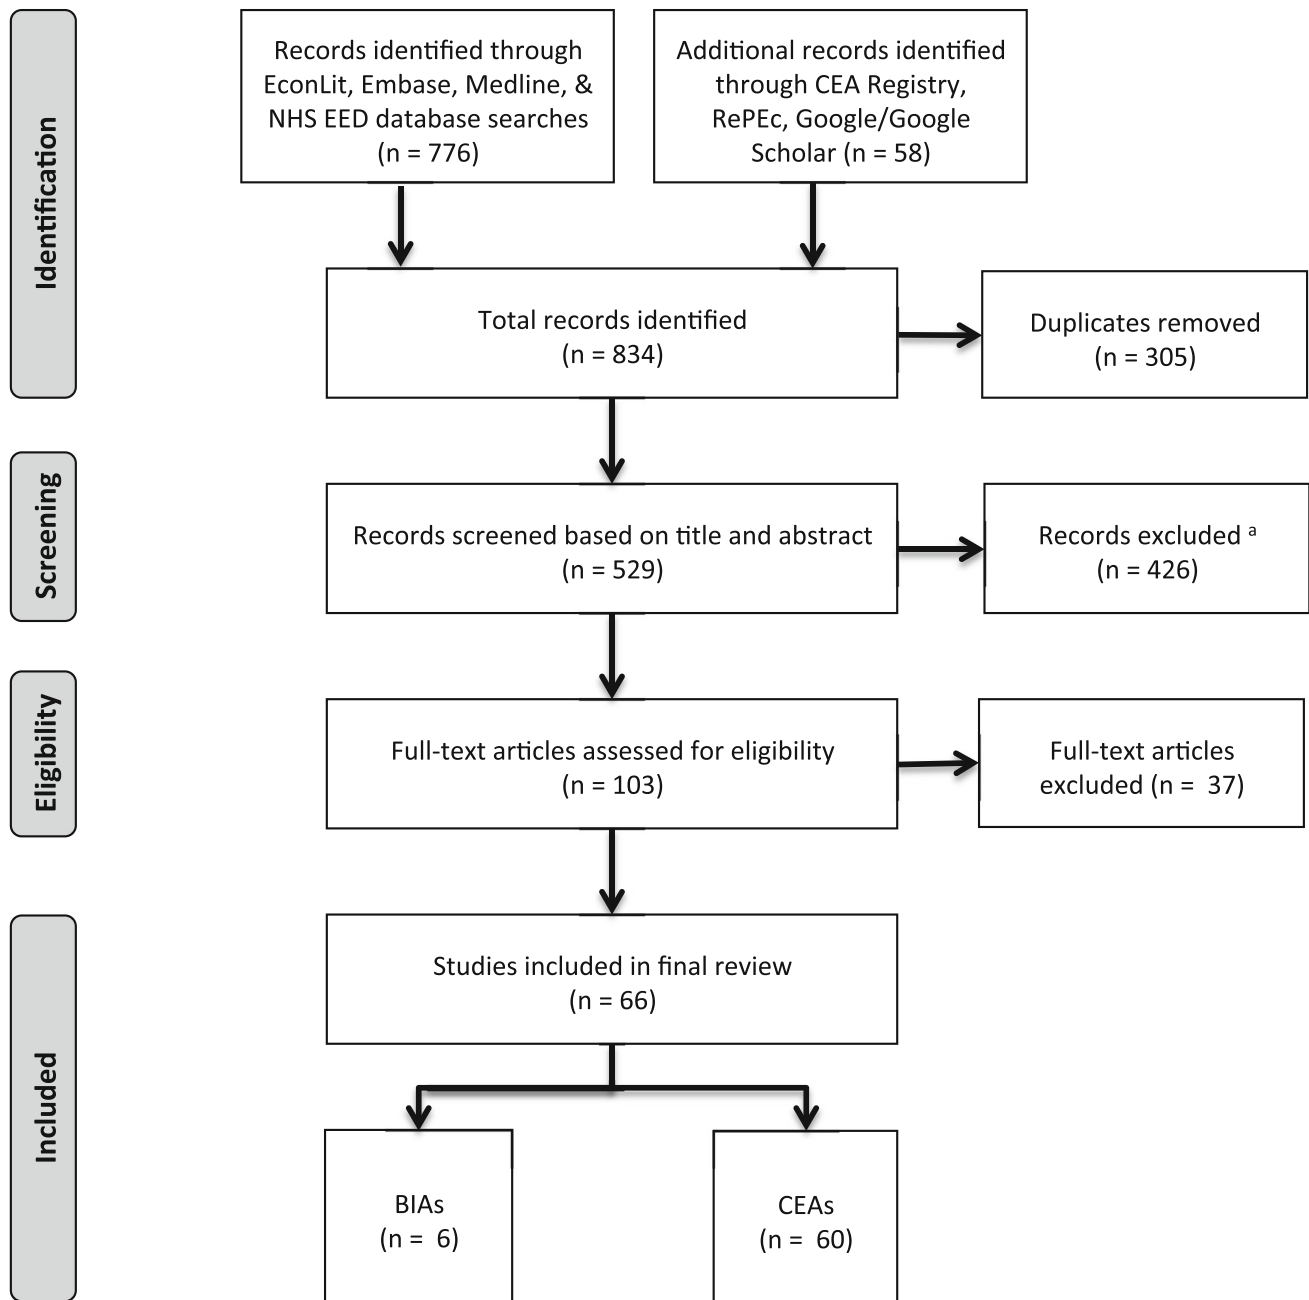 Identification
Records identified through
EconLit, Embase, Medline, &
NHS EED database searches
(n = 776)
Additional records identified
through CEA Registry,
RePEc, Google/Google
Scholar (n = 58)
Total records identified
(n = 834)
Duplicates removed
(n = 305)
Screening
Records screened based on title and abstract
(n = 529)
Records excluded a
(n = 426)
Eligibility
Full-text articles assessed for eligibility
(n = 103)
Full-text articles
excluded (n = 37)
Included
Studies included in final review
(n = 66)
BIAs
(n = 6)
CEAs
(n = 60)